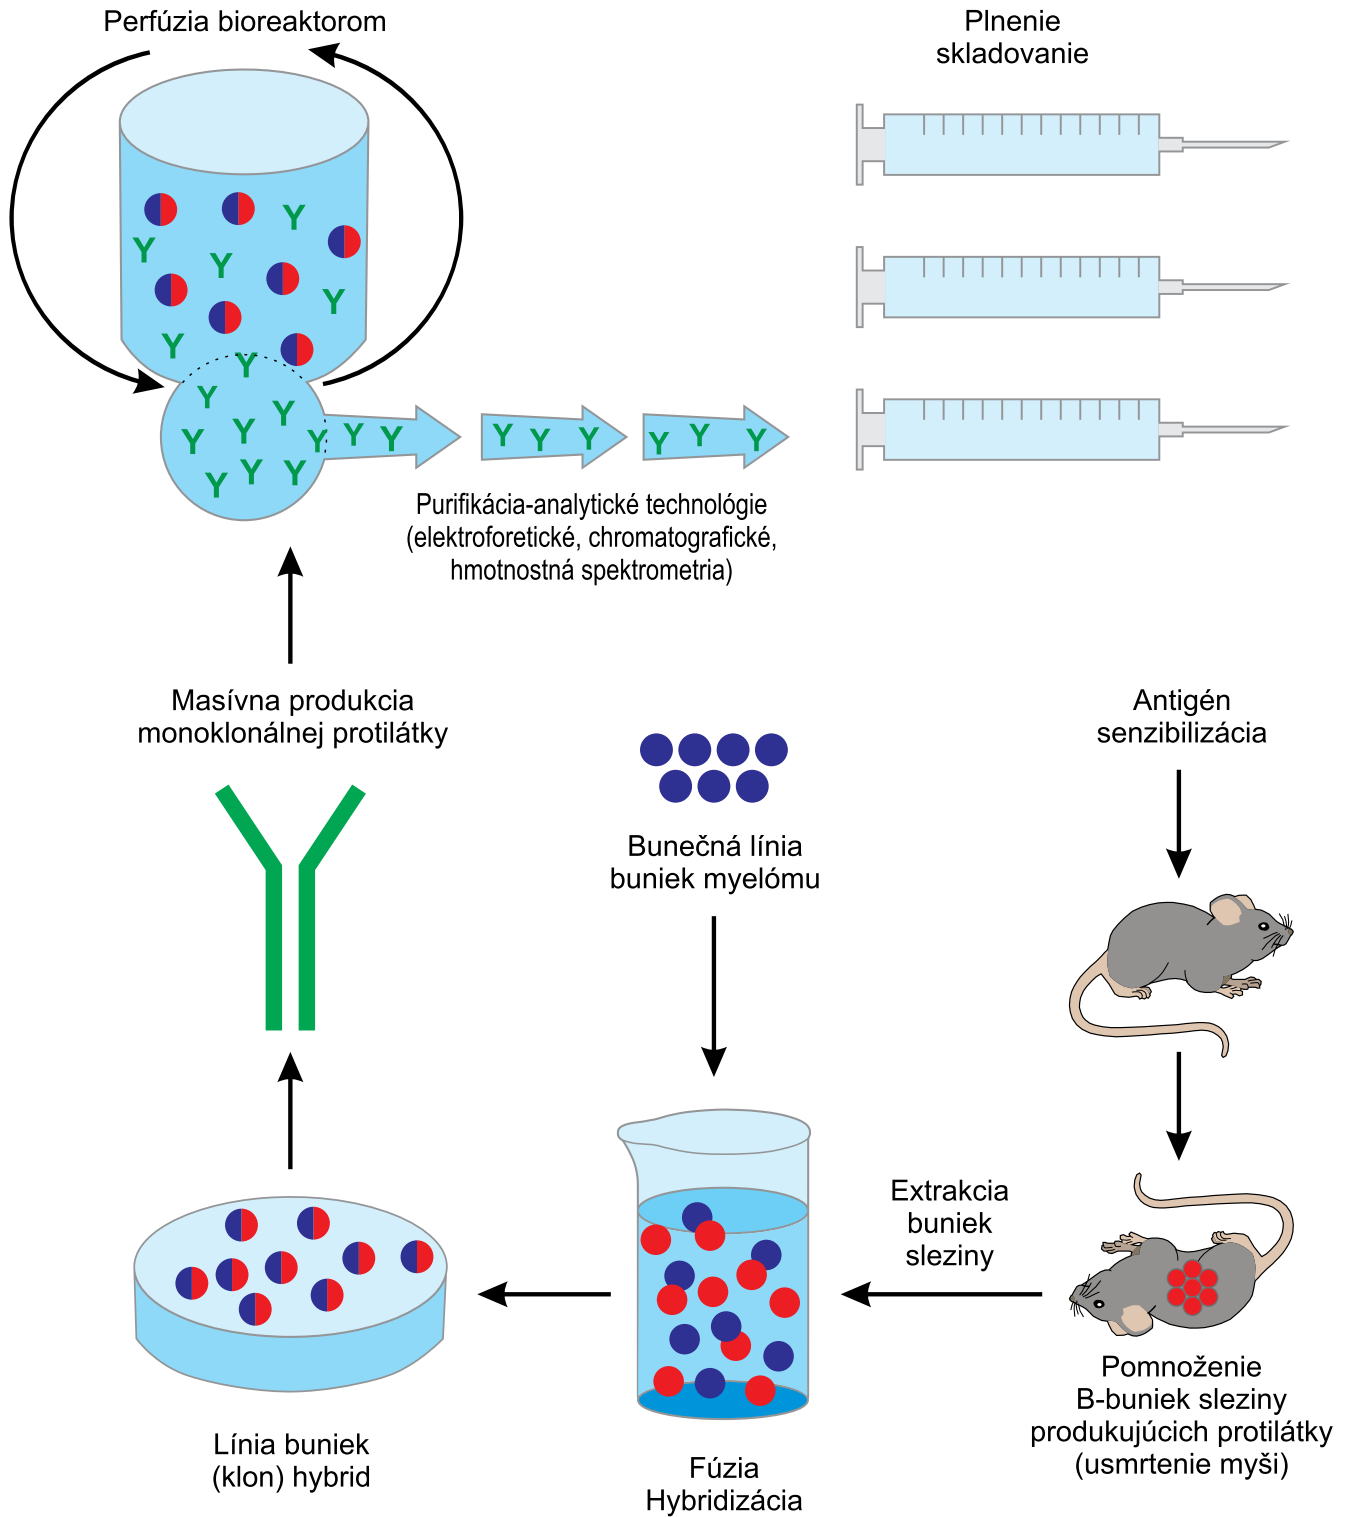 Perfúzia bioreaktorom
Plnenie
skladovanie
Purifikácia-analytické technológie
(elektroforetické, chromatografické,
hmotnostná spektrometria)
Masívna produkcia
monoklonálnej protilátky
Bunečná línia
buniek myelómu
Antigén
senzibilizácia
Extrakcia
buniek
sleziny
Pomnoženie
B-buniek sleziny
produkujúcich protilátky
(usmrtenie myši)
Línia buniek
(klon) hybrid
Fúzia
Hybridizácia